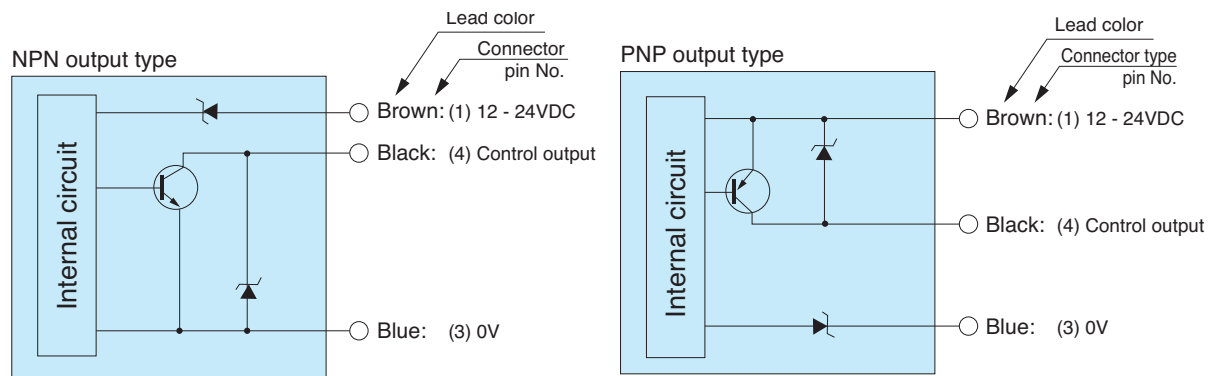 Lead color
NPN output type
Connector
pin No.
Internal circuit
Brown: (1) 12 - 24VDC
Black: (4) Control output
Blue: (3) 0V
Lead color
PNP output type
Connector type
pin No.
Internal circuit
Brown: (1) 12 - 24VDC
Black: (4) Control output
Blue: (3) 0V